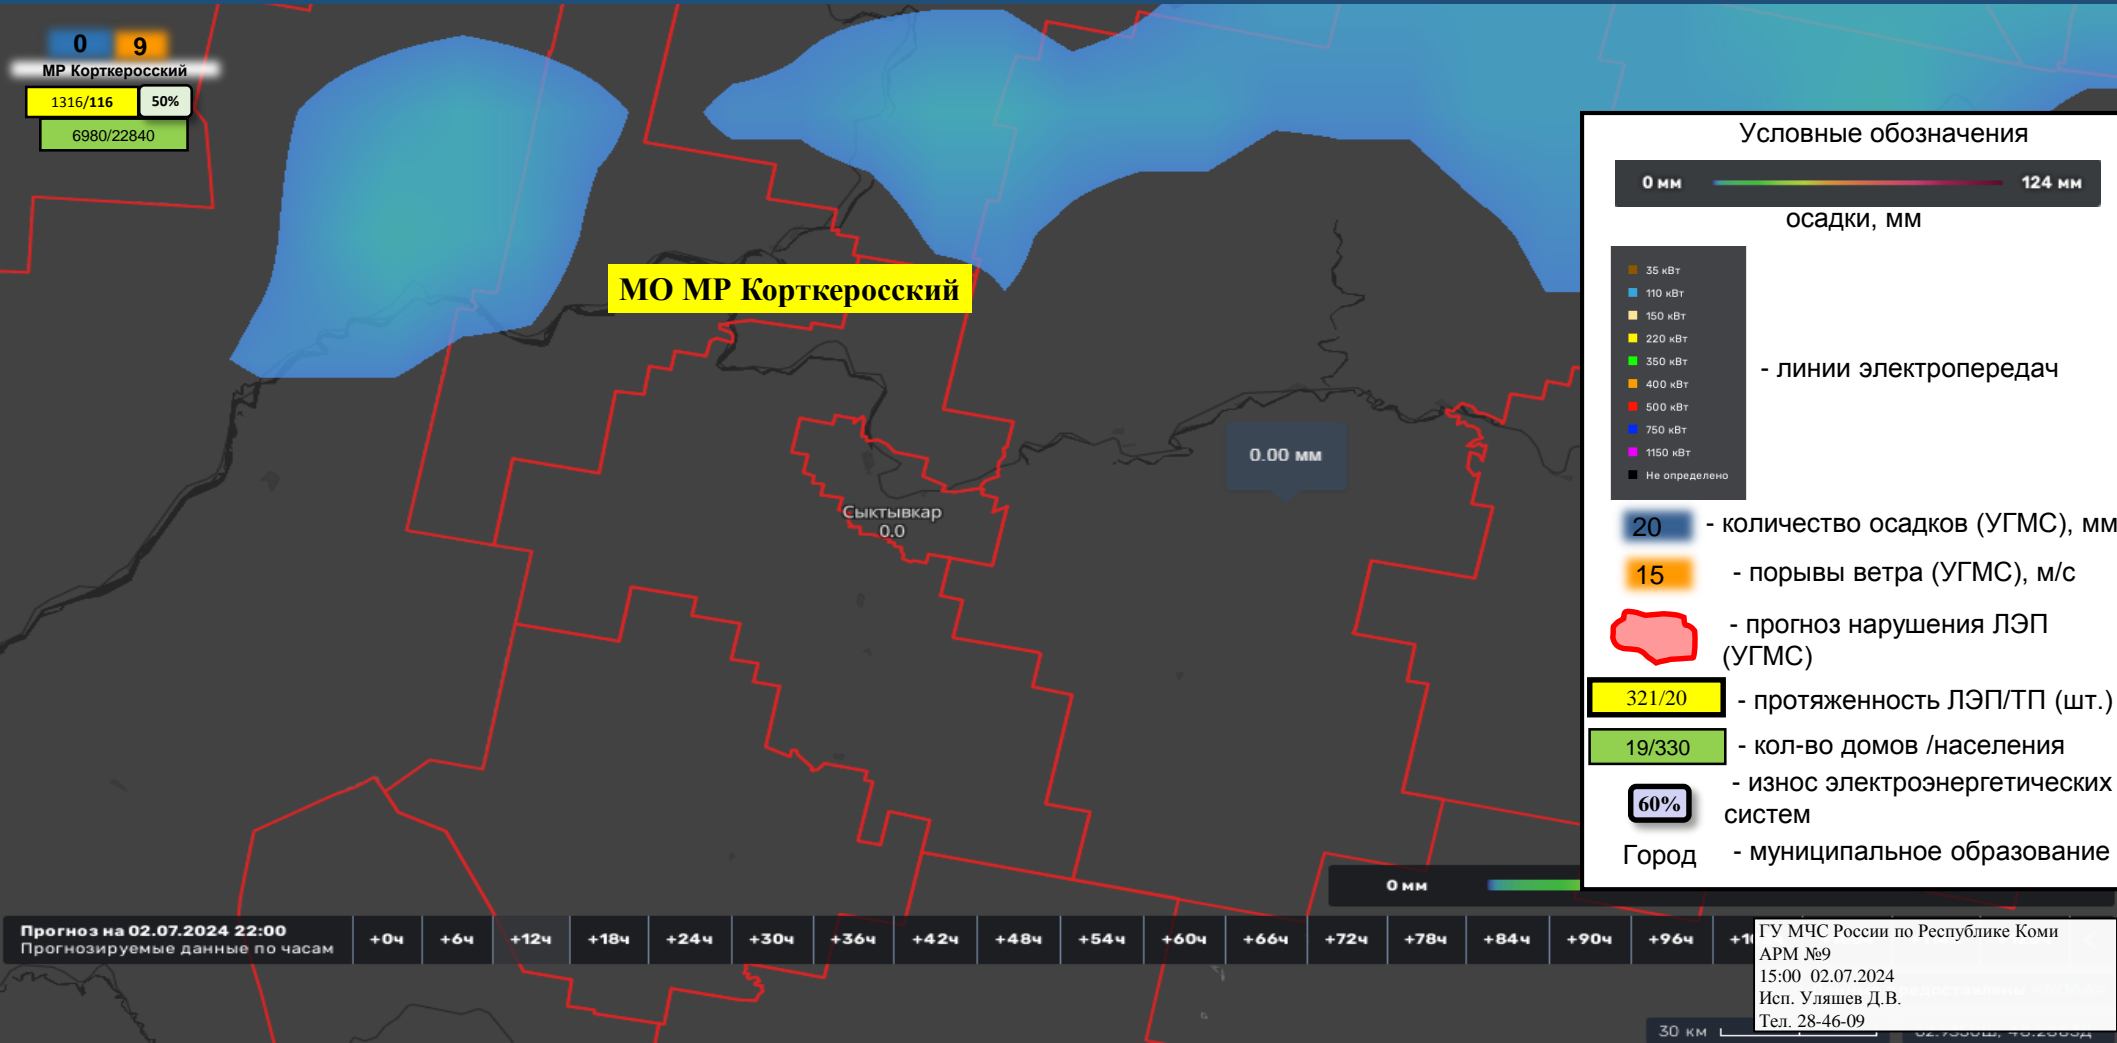 0 9
МР Корткеросский
1316/116 50%
6980/22840
МО МР Корткеросский
0.00 мм
Сыктывкар
0.0
Условные обозначения
0 мм 124 мм
осадки, мм
35 кВт
110 кВт
150 кВт
220 кВт
350 кВт
400 кВт
500 кВт
750 кВт
1150 кВт
Не определено
- линии электропередач
20 - количество осадков (УГМС), мм
15 - порывы ветра (УГМС), м/с
- прогноз нарушения ЛЭП
(УГМС)
321/20 - протяженность ЛЭП/ТП (шт.)
19/330 - кол-во домов /населения
60% - износ электроэнергетических
систем
Город - муниципальное образование
0 мм
Прогноз на 02.07.2024 22:00
Прогнозируемые данные по часам
+0ч +6ч +12ч +18ч +24ч +30ч +36ч +42ч +48ч +54ч +60ч +66ч +72ч +78ч +84ч +90ч +96ч
ГУ МЧС России по Республике Коми
АРМ №9
15:00 02.07.2024
Исп. Уляшев Д.В.
Тел. 28-46-09
30 км